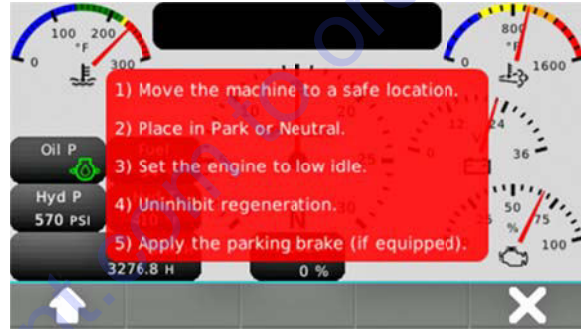 100 200
°F
0 300
800
°F
0 1600
1) Move the machine to a safe location.
2) Place in Park or Neutral.
3) Set the engine to low idle.
4) Uninhibit regeneration.
5) Apply the parking brake (if equipped).
12 24
0 36
Oil P
Hyd P
570 PSI
50 75
%
100
3276.8 H
0 %